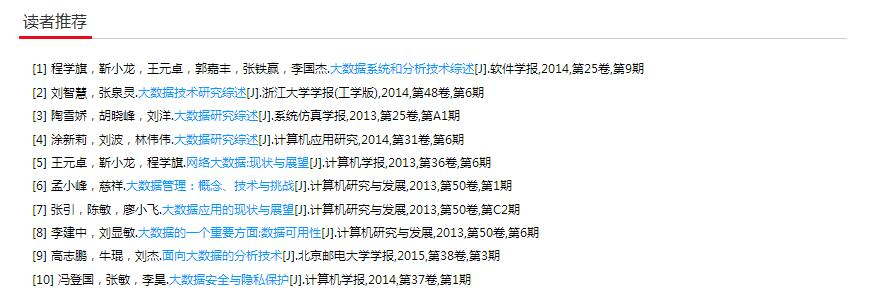 读者推荐
[1] 程学旗，靳小龙，王元卓，郭嘉丰，张铁赢，李国杰.大数据系统和分析技术综述[J].软件学报,2014,第25卷,第9期
[2] 刘智慧，张泉灵.大数据技术研究综述[J].浙江大学学报(工学版),2014,第48卷,第6期
[3] 陶雪娇，胡晓峰，刘洋.大数据研究综述[J].系统仿真学报,2013,第25卷,第A1期
[4] 涂新莉，刘波，林伟伟.大数据研究综述[J].计算机应用研究,2014,第31卷,第6期
[5] 王元卓，靳小龙，程学旗.网络大数据:现状与展望[J].计算机学报,2013,第36卷,第6期
[6] 孟小峰，慈祥.大数据管理：概念、技术与挑战[J].计算机研究与发展,2013,第50卷,第1期
[7] 张引，陈敏，廖小飞.大数据应用的现状与展望[J].计算机研究与发展,2013,第50卷,第C2期
[8] 李建中，刘显敏.大数据的一个重要方面:数据可用性[J].计算机研究与发展,2013,第50卷,第6期
[9] 高志鹏，牛琨，刘杰.面向大数据的分析技术[J].北京邮电大学学报,2015,第38卷,第3期
[10] 冯登国，张敏，李昊.大数据安全与隐私保护[J].计算机学报,2014,第37卷,第1期